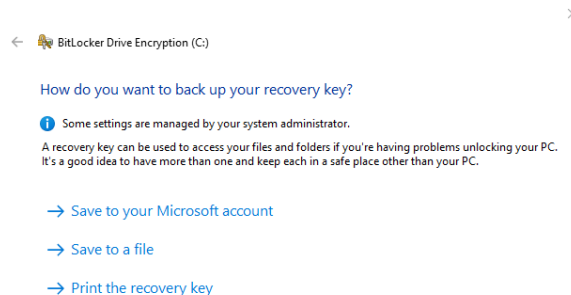 BitLocker Drive Encryption (C:)
How do you want to back up your recovery key?
Some settings are managed by your system administrator.
A recovery key can be used to access your files and folders if you're having problems unlocking your PC.
It's a good idea to have more than one and keep each in a safe place other than your PC.
Save to your Microsoft account
Save to a file
Print the recovery key